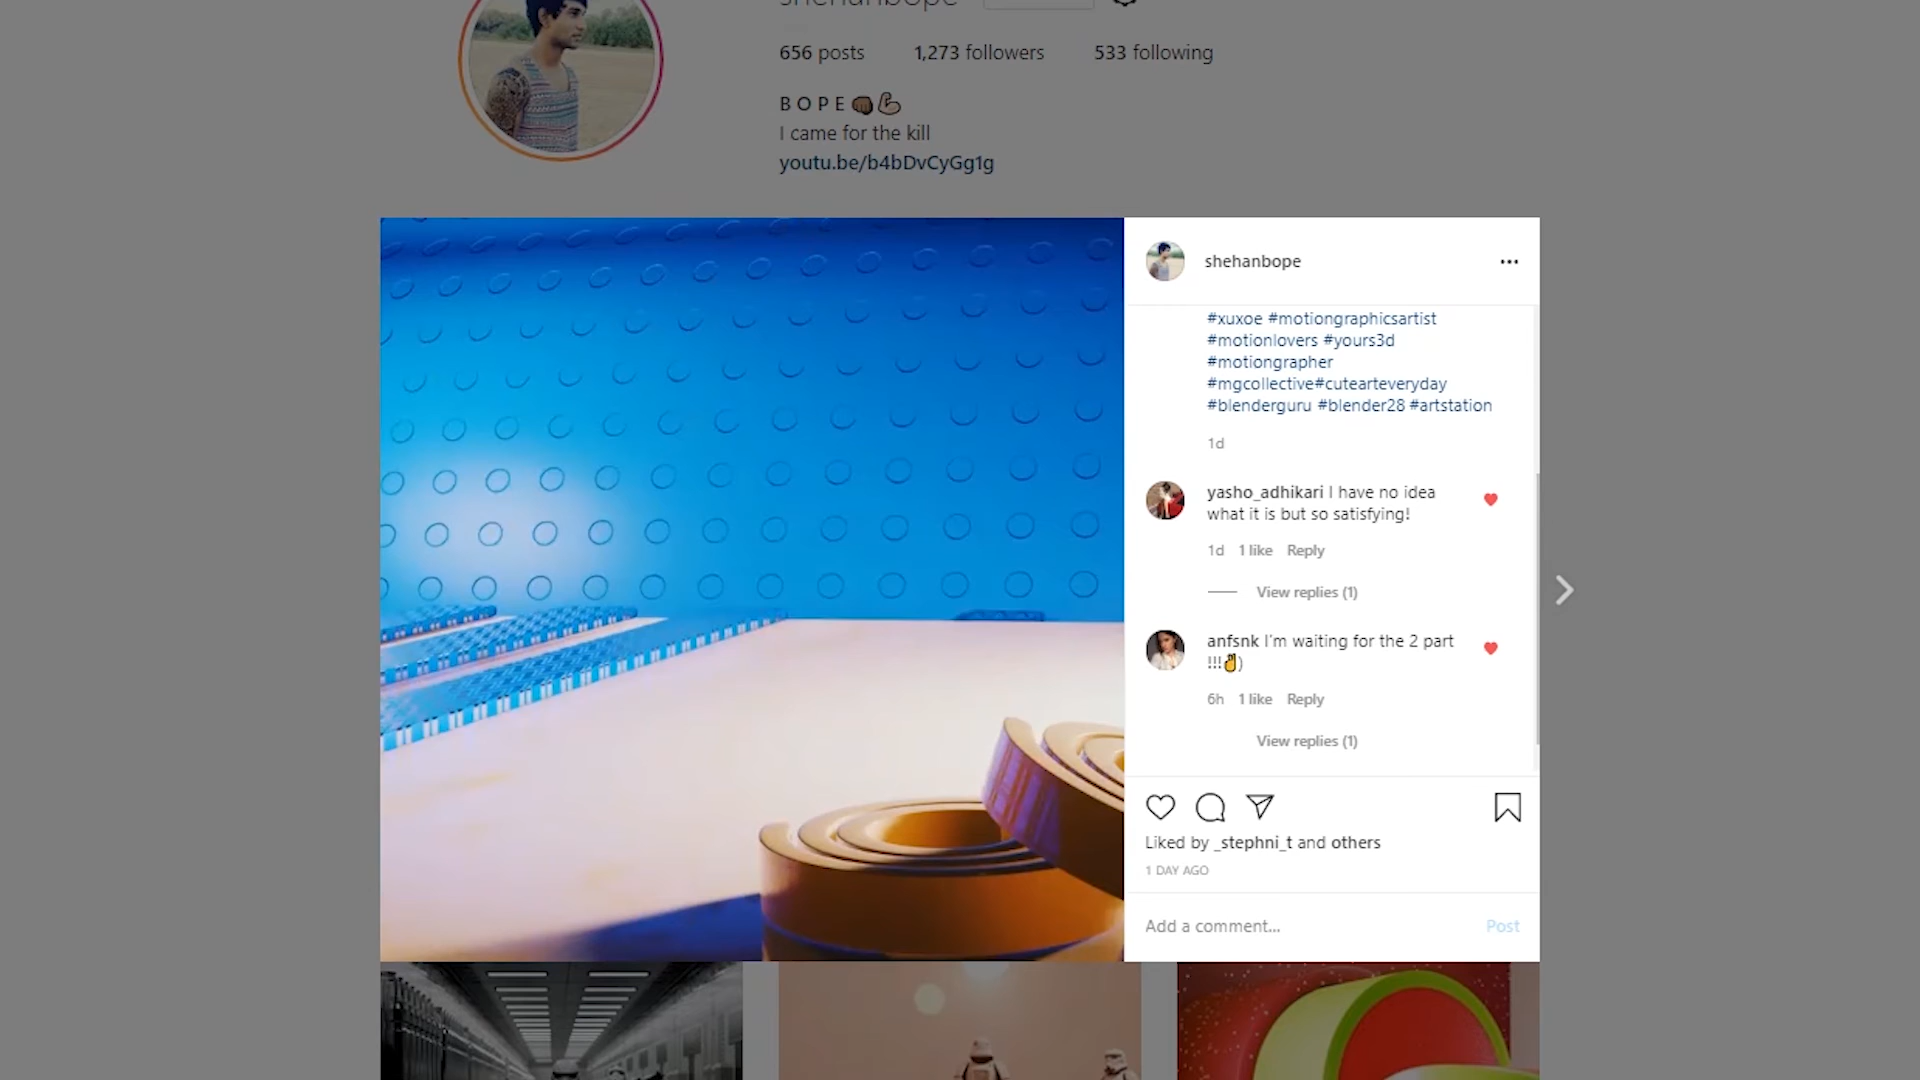 shehanbope
656 posts 1,273 followers 533 following
B O P E👊🏾💪🏼
I came for the kill
youtu.be/b4bDvCyGg1g
shehanbope
#xuxoe #motiongraphicsartist
#motionlovers #yours3d
#motiongrapher
#mgcollective#cutearteveryday
#blenderguru #blender28 #artstation
1d
yasho_adhikari I have no idea
what it is but so satisfying!
1d 1 like Reply
View replies (1)
anfsnk I'm waiting for the 2 part
!!!✌️)
6h 1 like Reply
View replies (1)
Liked by _stephni_t and others
1 DAY AGO
Add a comment... Post